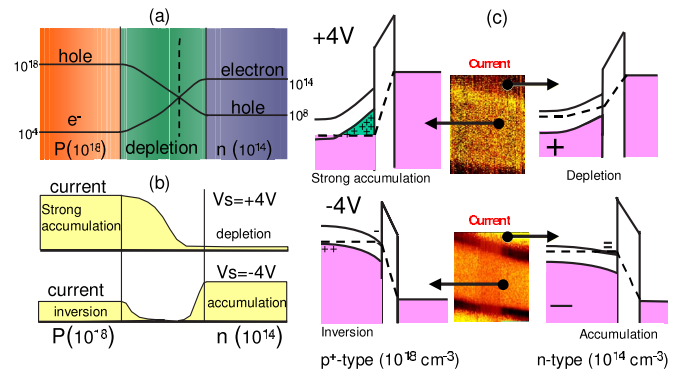 (a)
hole
10¹⁸
electron
10¹⁴
hole
10⁸
e⁻
10⁴
P(10¹⁸) depletion n (10¹⁴)
(b)
current
Strong
accumulation
Vs=+4V
depletion
current
inversion
Vs=-4V
accumulation
P(10⁻⁸) n (10¹⁴)
(c)
+4V
Current
++
+++
+
Strong accumulation
Depletion
-4V
Current
-
++
=
—
Inversion
Accumulation
p⁺-type (10¹⁸ cm⁻³) n-type (10¹⁴ cm⁻³)